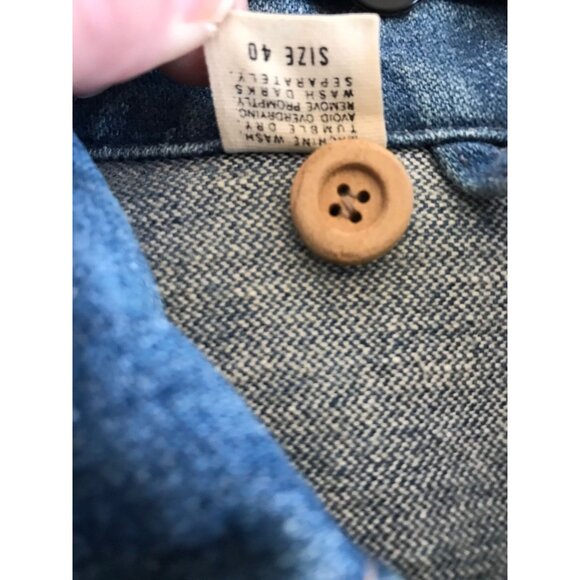 MACHINE WASH
TUMBLE DRY.
AVOID OVERDRYING
REMOVE PROMPTLY
WASH DARKS
SEPARATELY.
SIZE 40